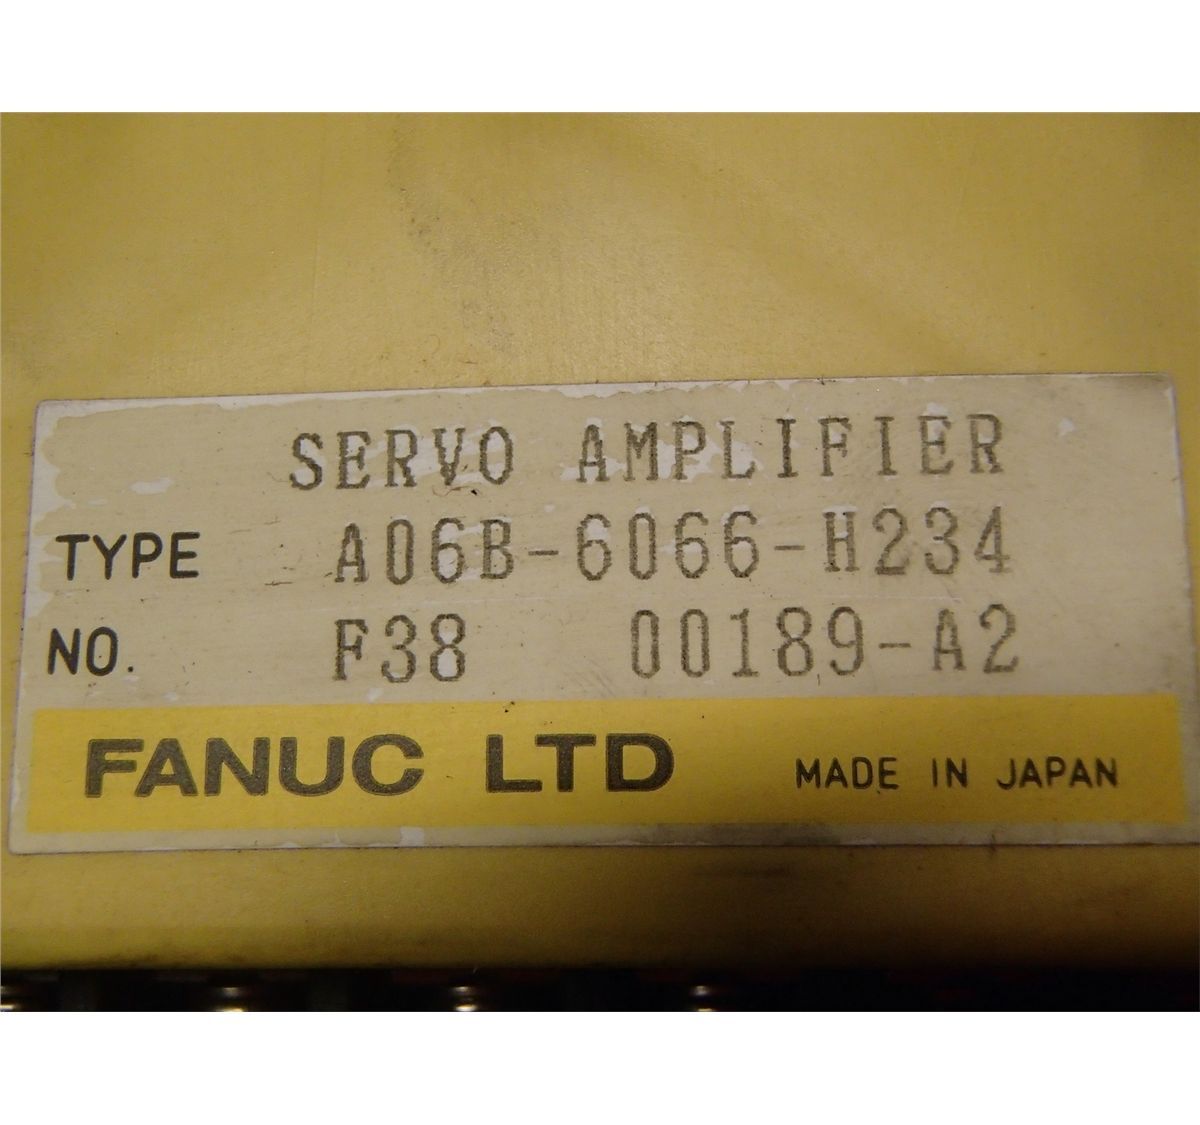 SERVO AMPLIFIER
TYPE A06B-6066-H234
NO. F38 00189-A2
FANUC LTD MADE IN JAPAN